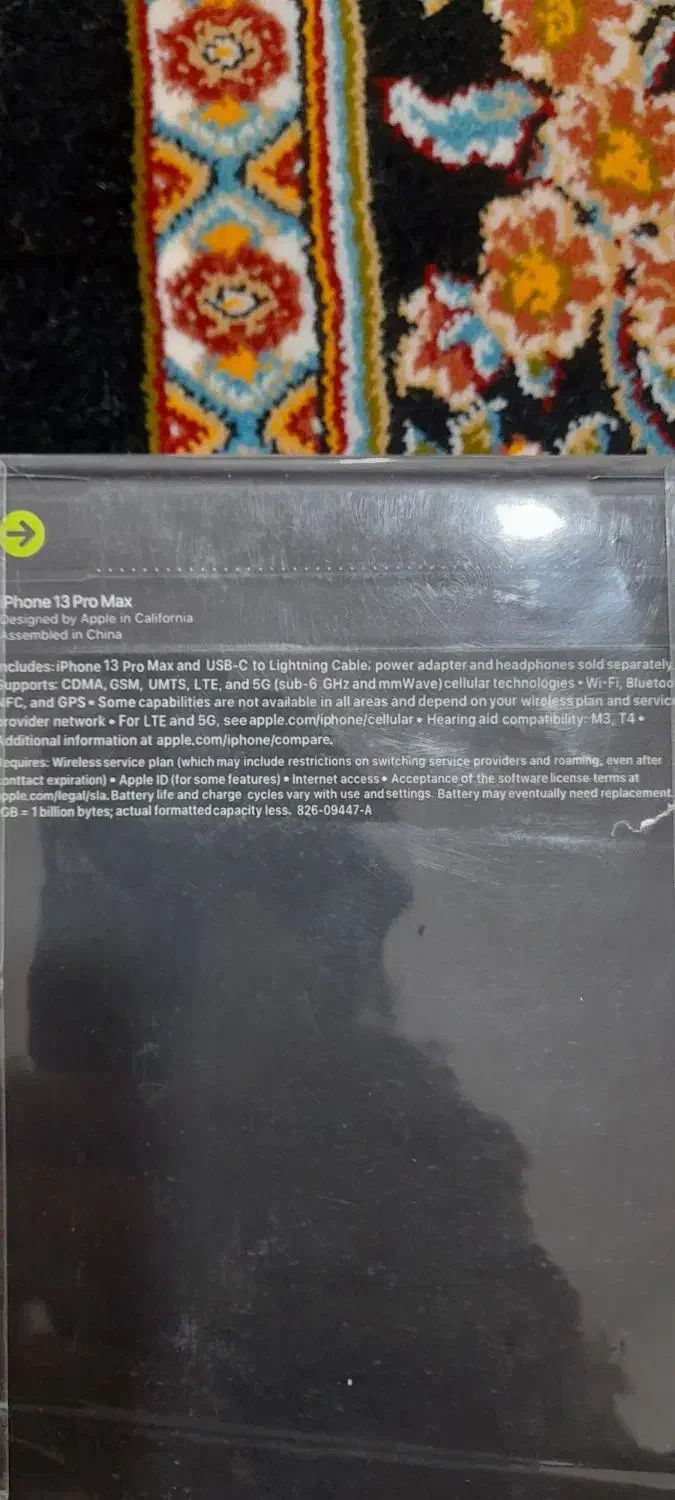 iPhone 13 Pro Max
Designed by Apple in California
Assembled in China
ncludes: iPhone 13 Pro Max and USB-C to Lightning Cable; power adapter and headphones sold separately.
Supports: CDMA, GSM, UMTS, LTE, and 5G (sub-6 GHz and mmWave) cellular technologies • Wi-Fi, Bluetoo
NFC, and GPS • Some capabilities are not available in all areas and depend on your wireless plan and servic
rovider network • For LTE and 5G, see apple.com/iphone/cellular • Hearing aid compatibility: M3, T4 •
Additional information at apple.com/iphone/compare.
equires: Wireless service plan (which may include restrictions on switching service providers and roaming, even after
conttact expiration) • Apple ID (for some features) • Internet access • Acceptance of the software license terms at
apple.com/legal/sla. Battery life and charge cycles vary with use and settings. Battery may eventually need replacement.
GB = 1 billion bytes; actual formatted capacity less. 826-09447-A